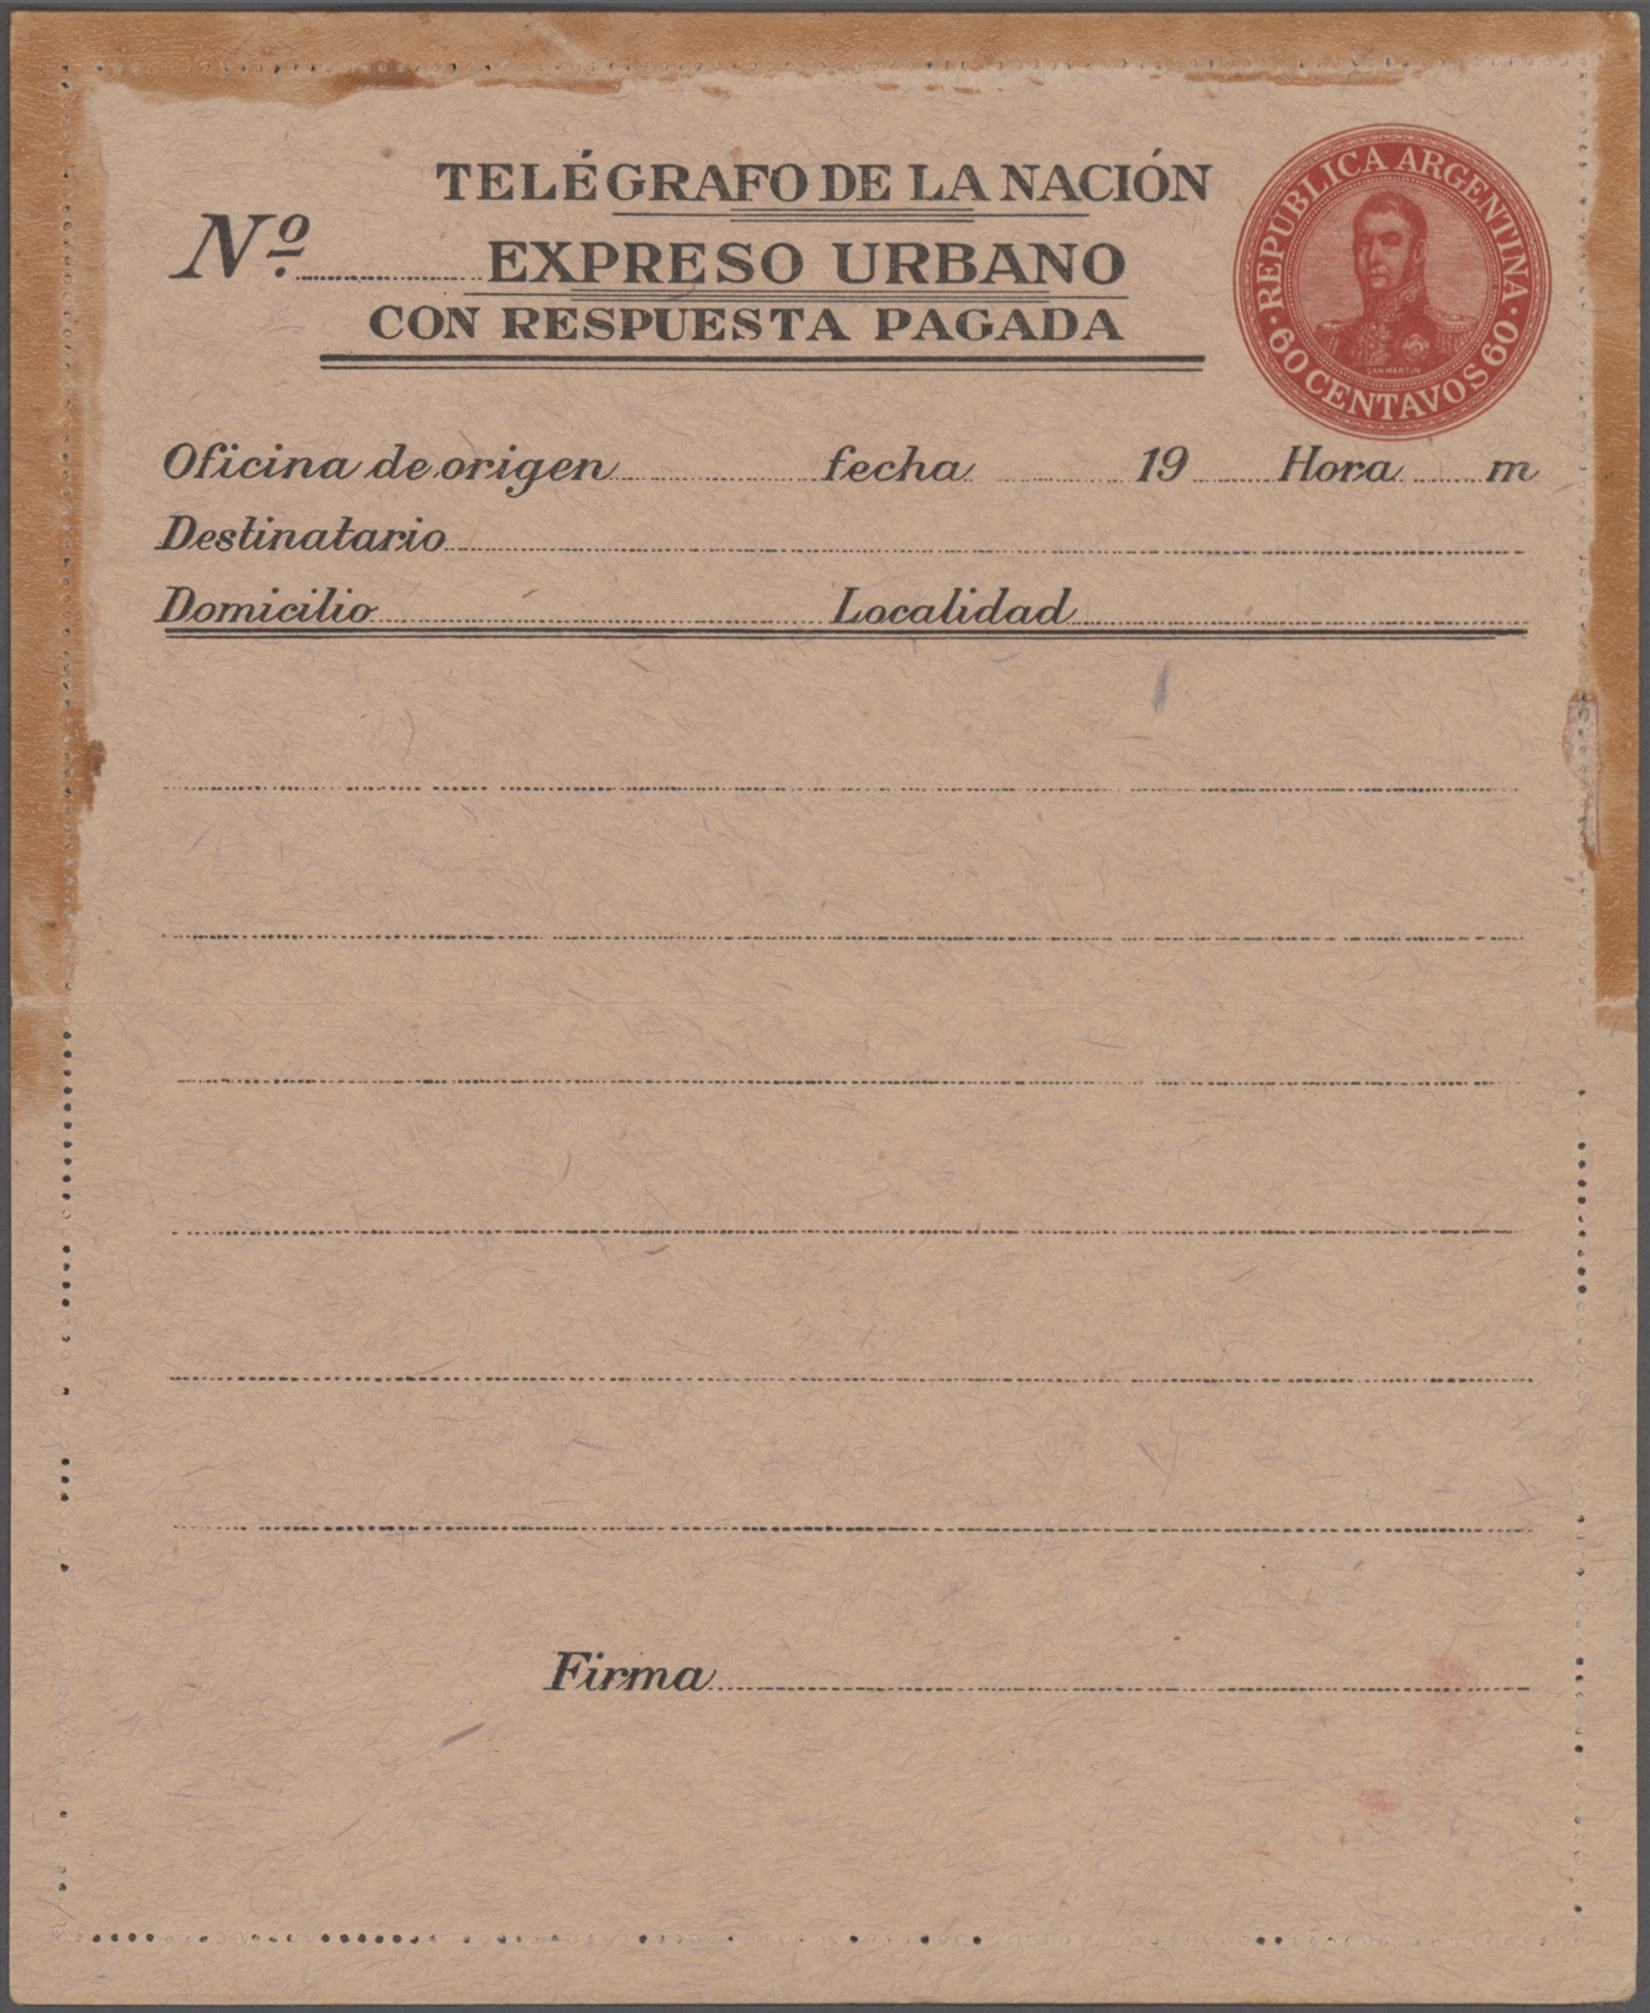 TELÉGRAFO DE LA NACIÓN
Nº
EXPRESO URBANO
CON RESPUESTA PAGADA
· REPUBLICA ARGENTINA ·
60 CENTAVOS 60
SAN MARTIN
Oficina de origen fecha 19 Hora m
Destinatario
Domicilio Localidad
Firma